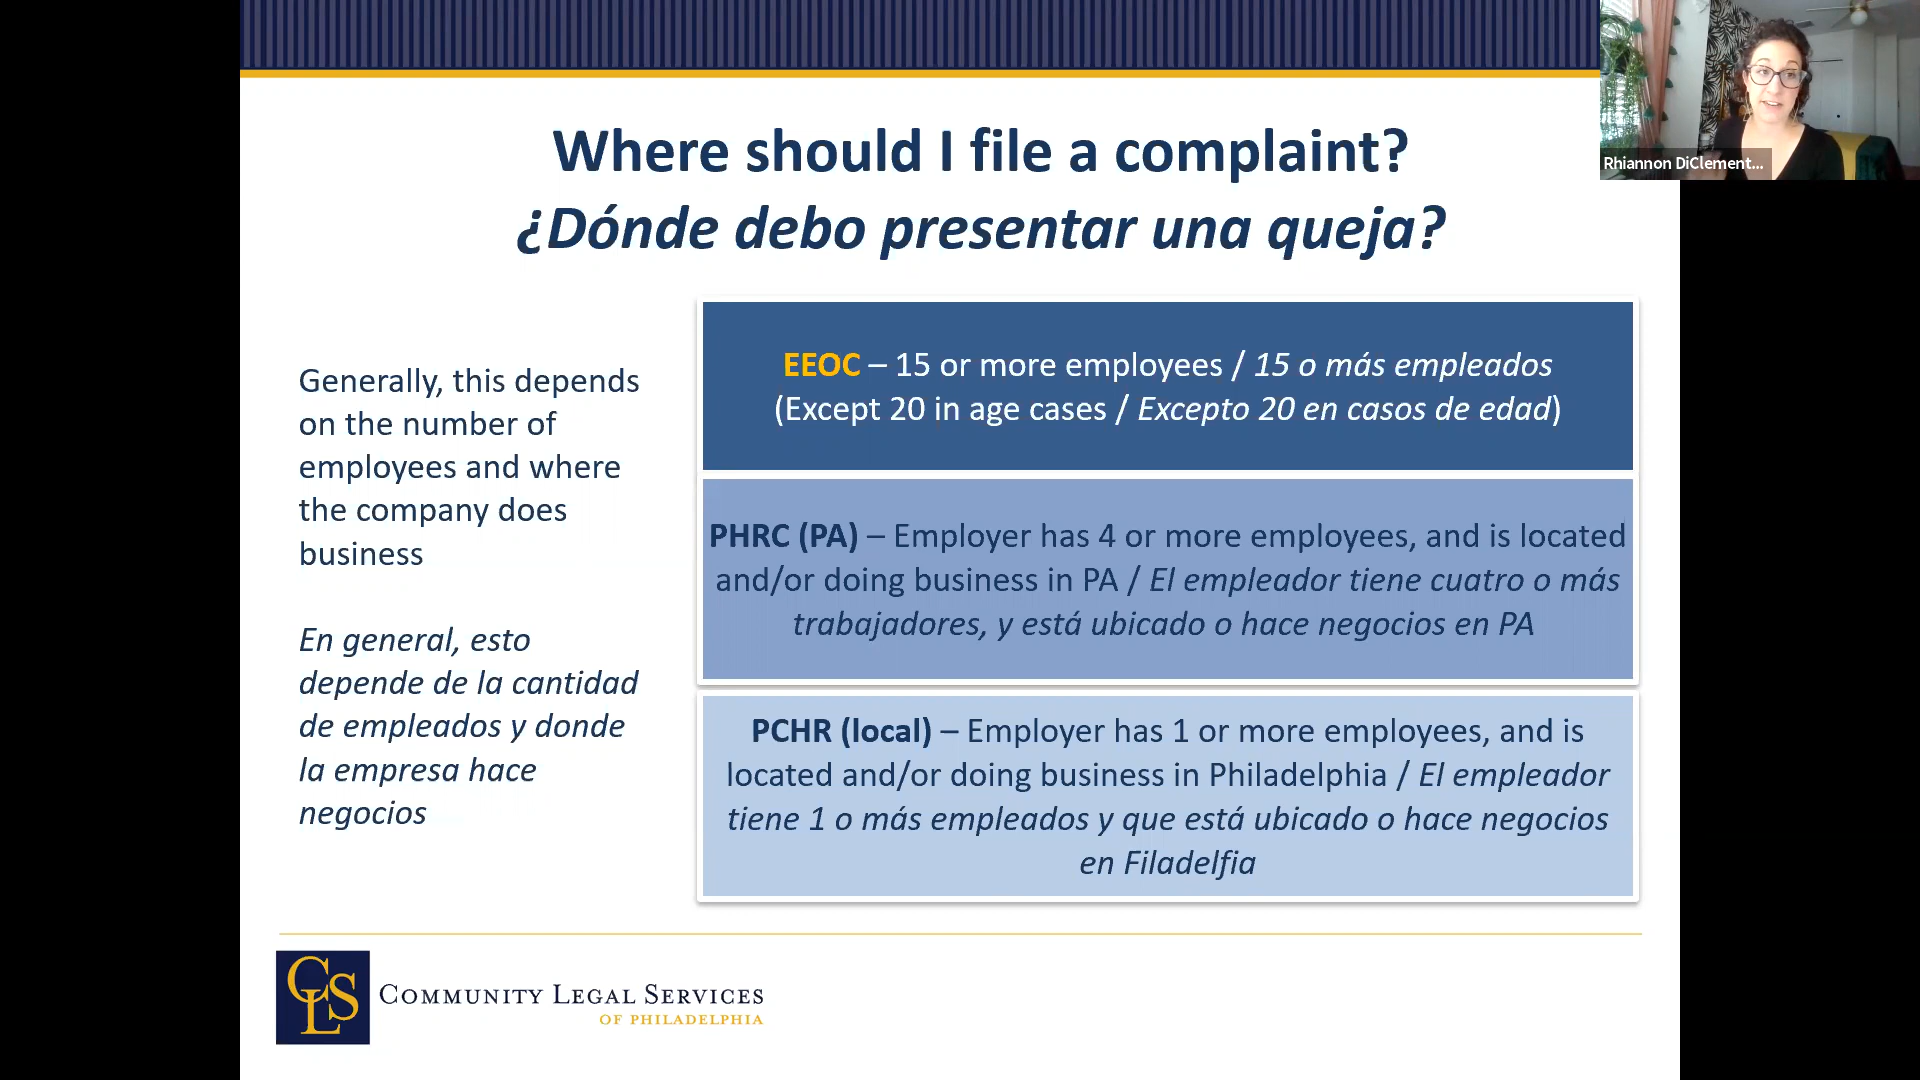 Where should I file a complaint?
¿Dónde debo presentar una queja?
Rhiannon DiClement...
Generally, this depends
on the number of
employees and where
the company does
business
En general, esto
depende de la cantidad
de empleados y donde
la empresa hace
negocios
EEOC – 15 or more employees / 15 o más empleados
(Except 20 in age cases / Excepto 20 en casos de edad)
PHRC (PA) – Employer has 4 or more employees, and is located
and/or doing business in PA / El empleador tiene cuatro o más
trabajadores, y está ubicado o hace negocios en PA
PCHR (local) – Employer has 1 or more employees, and is
located and/or doing business in Philadelphia / El empleador
tiene 1 o más empleados y que está ubicado o hace negocios
en Filadelfia
CLS
COMMUNITY LEGAL SERVICES
OF PHILADELPHIA